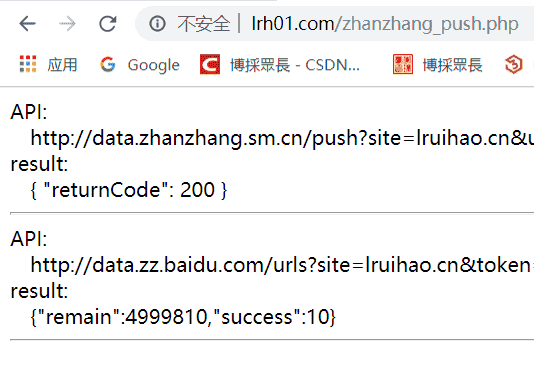 不安全 | lrh01.com/zhanzhang_push.php
应用 Google 博採眾長 - CSDN... 博採眾長
API:
http://data.zhanzhang.sm.cn/push?site=lruihao.cn&u
result:
{ "returnCode": 200 }
API:
http://data.zz.baidu.com/urls?site=lruihao.cn&token=
result:
{"remain":4999810,"success":10}